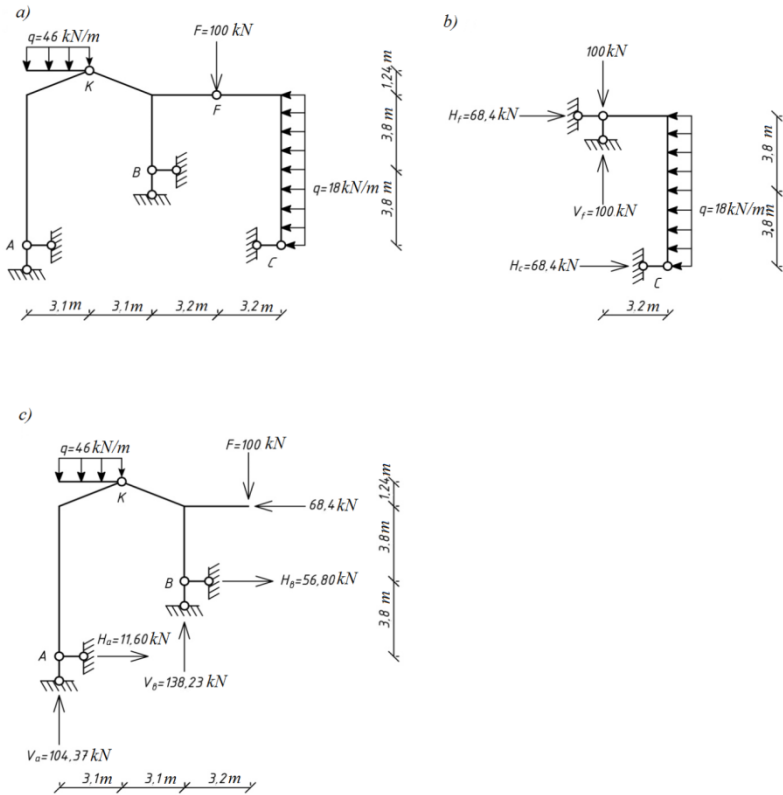 a)
q=46 kN/m
F=100 kN
K
F
B
A
C
q=18 kN/m
1,24 m
3,8 m
3,8 m
3,1 m
3,1 m
3,2 m
3,2 m
b)
100 kN
H_f=68,4 kN
V_f=100 kN
q=18 kN/m
H_c=68,4 kN
C
3,8 m
3,8 m
3.2 m
c)
q=46 kN/m
F=100 kN
K
68,4 kN
B
H_в=56,80 kN
A
H_a=11,60 kN
V_в=138,23 kN
V_a=104,37 kN
1,24 m
3,8 m
3,8 m
3,1 m
3,1 m
3,2 m